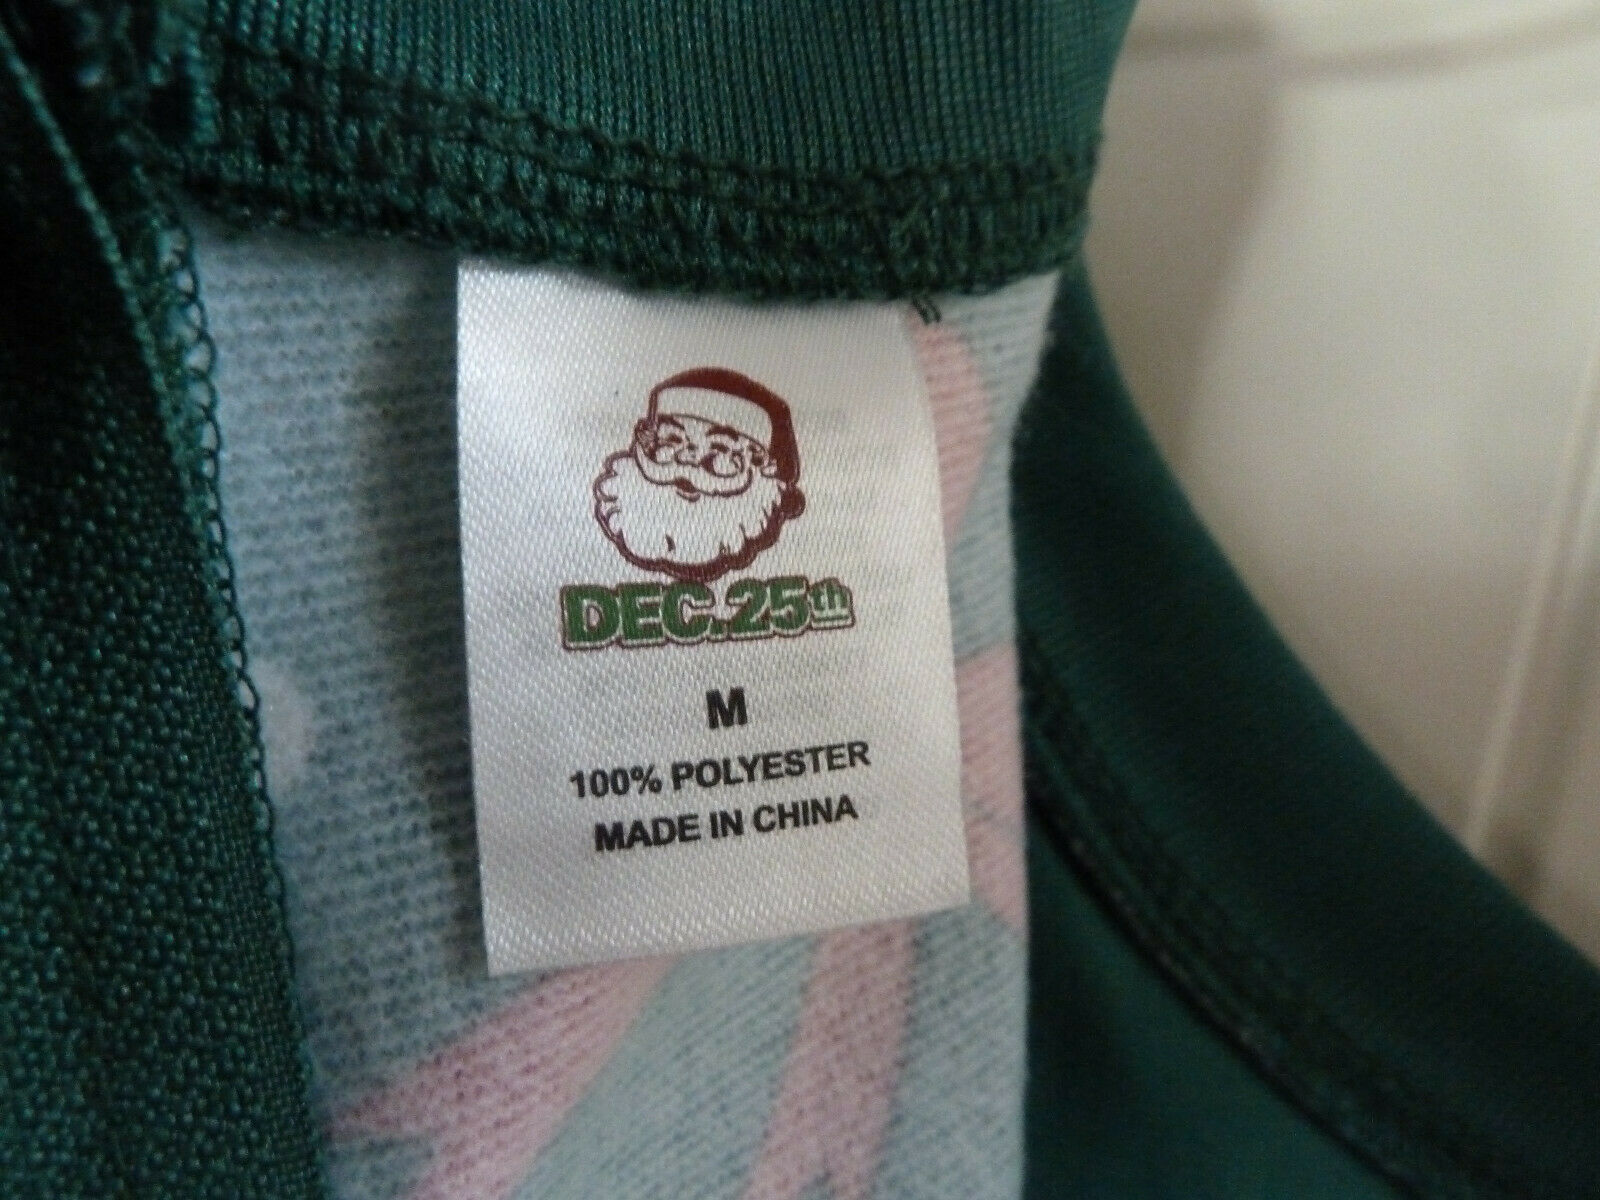 DEC.25th
M
100% POLYESTER
MADE IN CHINA